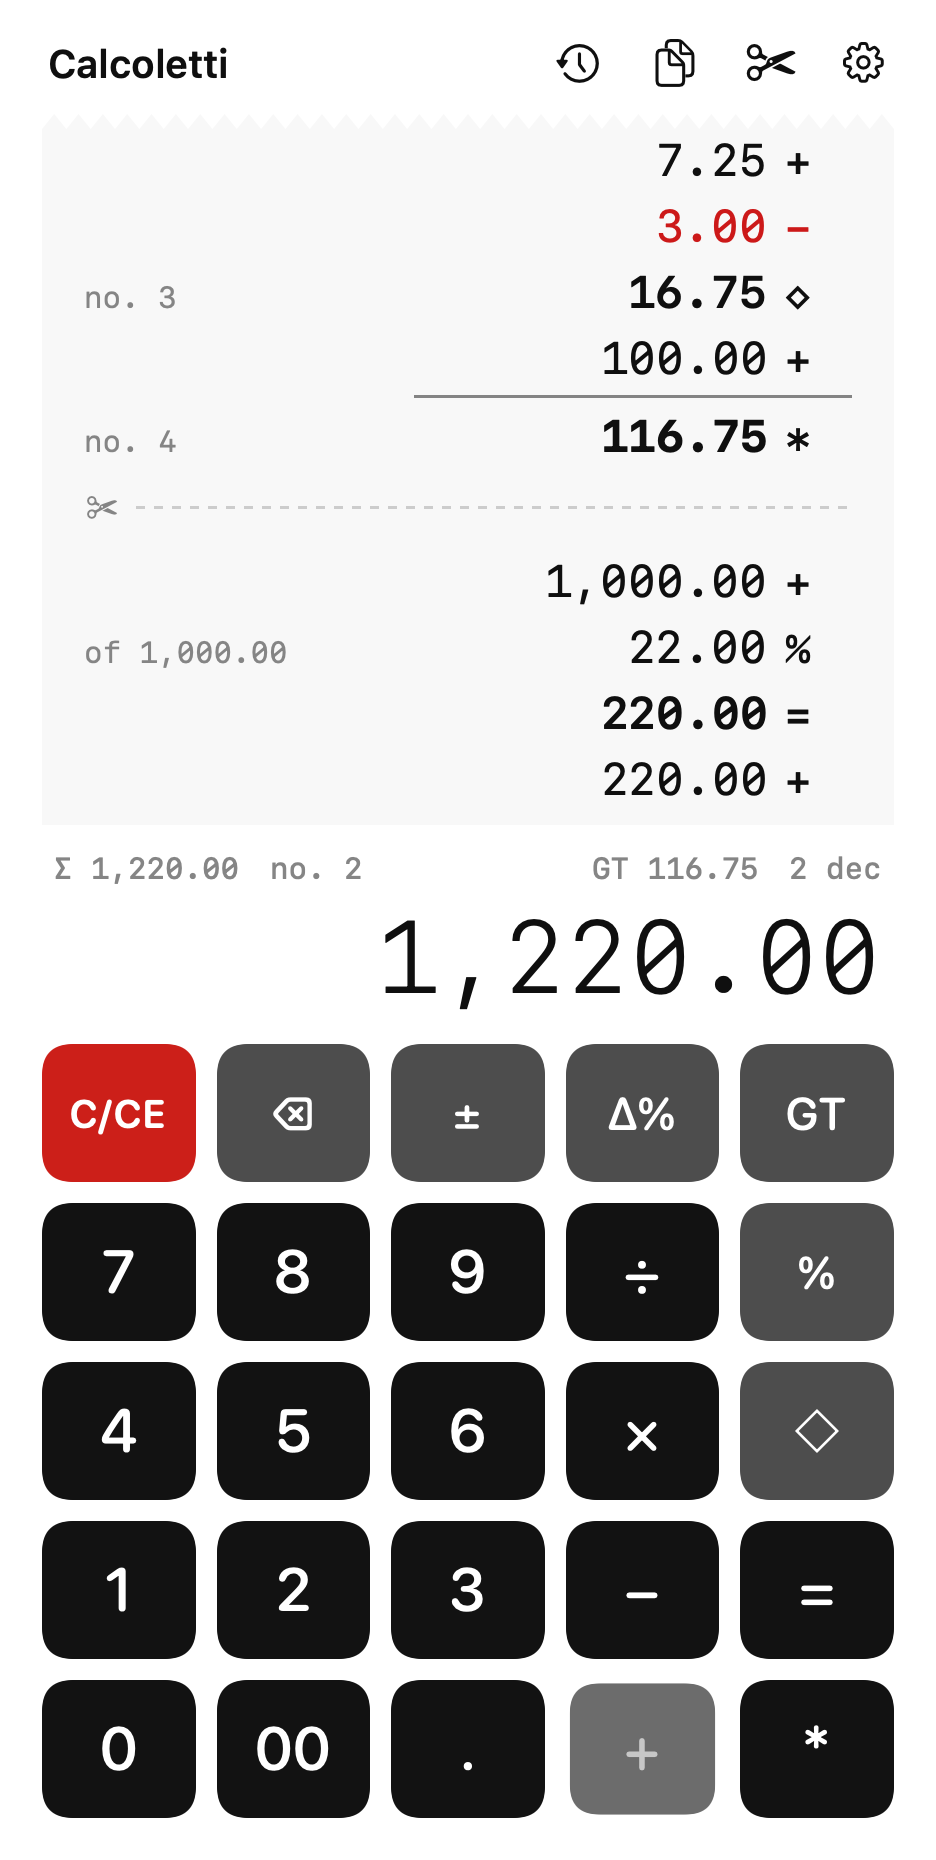 Calcoletti
7.25 +
3.00 −
no. 3 16.75 ◇
100.00 +
no. 4 116.75 *
1,000.00 +
of 1,000.00 22.00 %
220.00 =
220.00 +
Σ 1,220.00 no. 2 GT 116.75 2 dec
1,220.00
C/CE ± Δ% GT
7 8 9 ÷ %
4 5 6 × ◇
1 2 3 − =
0 00 . + *